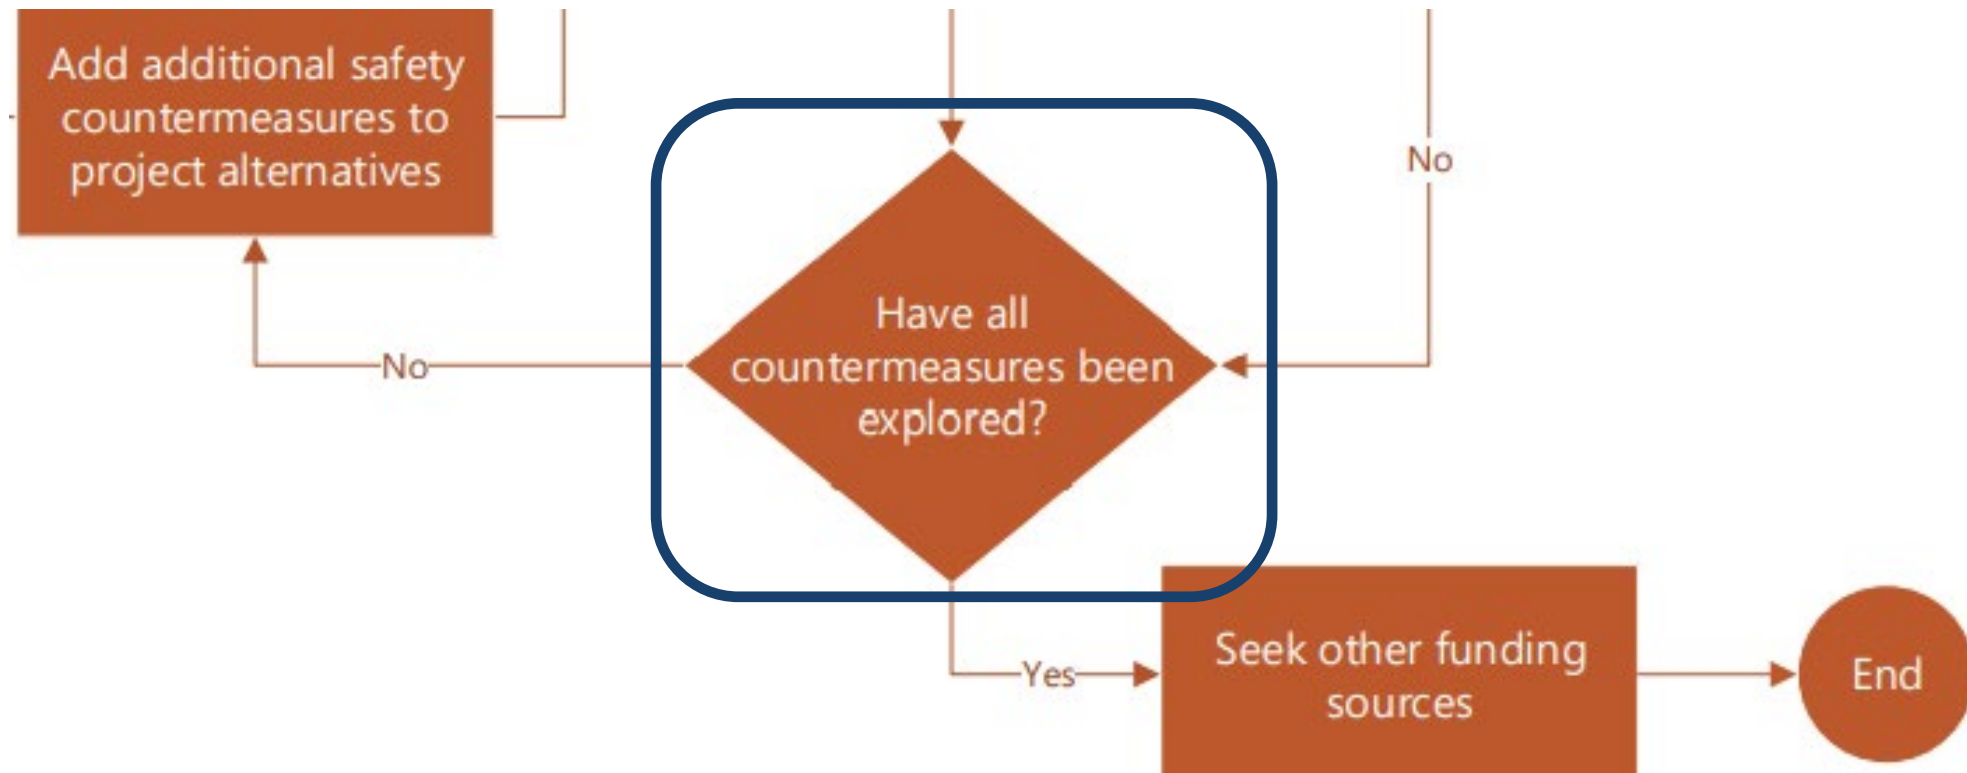 Add additional safety
countermeasures to
project alternatives
No
Have all
countermeasures been
explored?
No
Yes
Seek other funding
sources
End